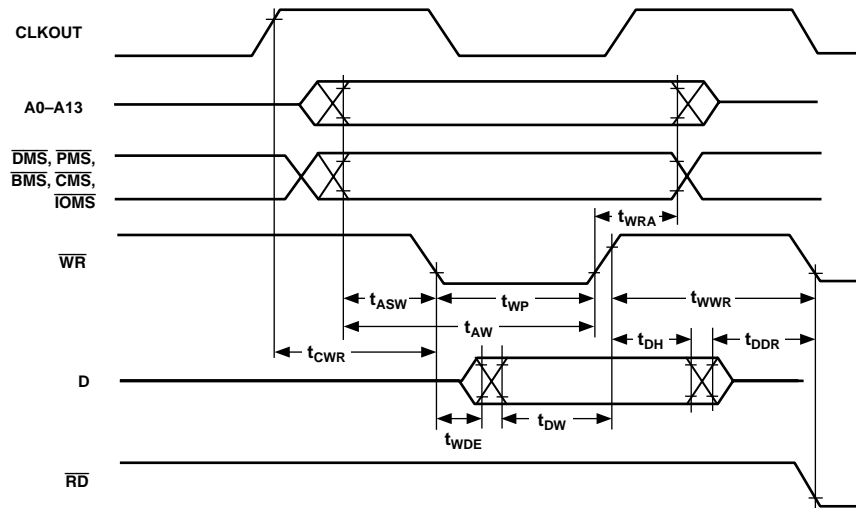 CLKOUT
A0–A13
DMS, PMS,
BMS, CMS,
IOMS
tWRA
WR
tASW
tWP
tWWR
tAW
tDH
tDDR
tCWR
D
tWDE
tDW
RD